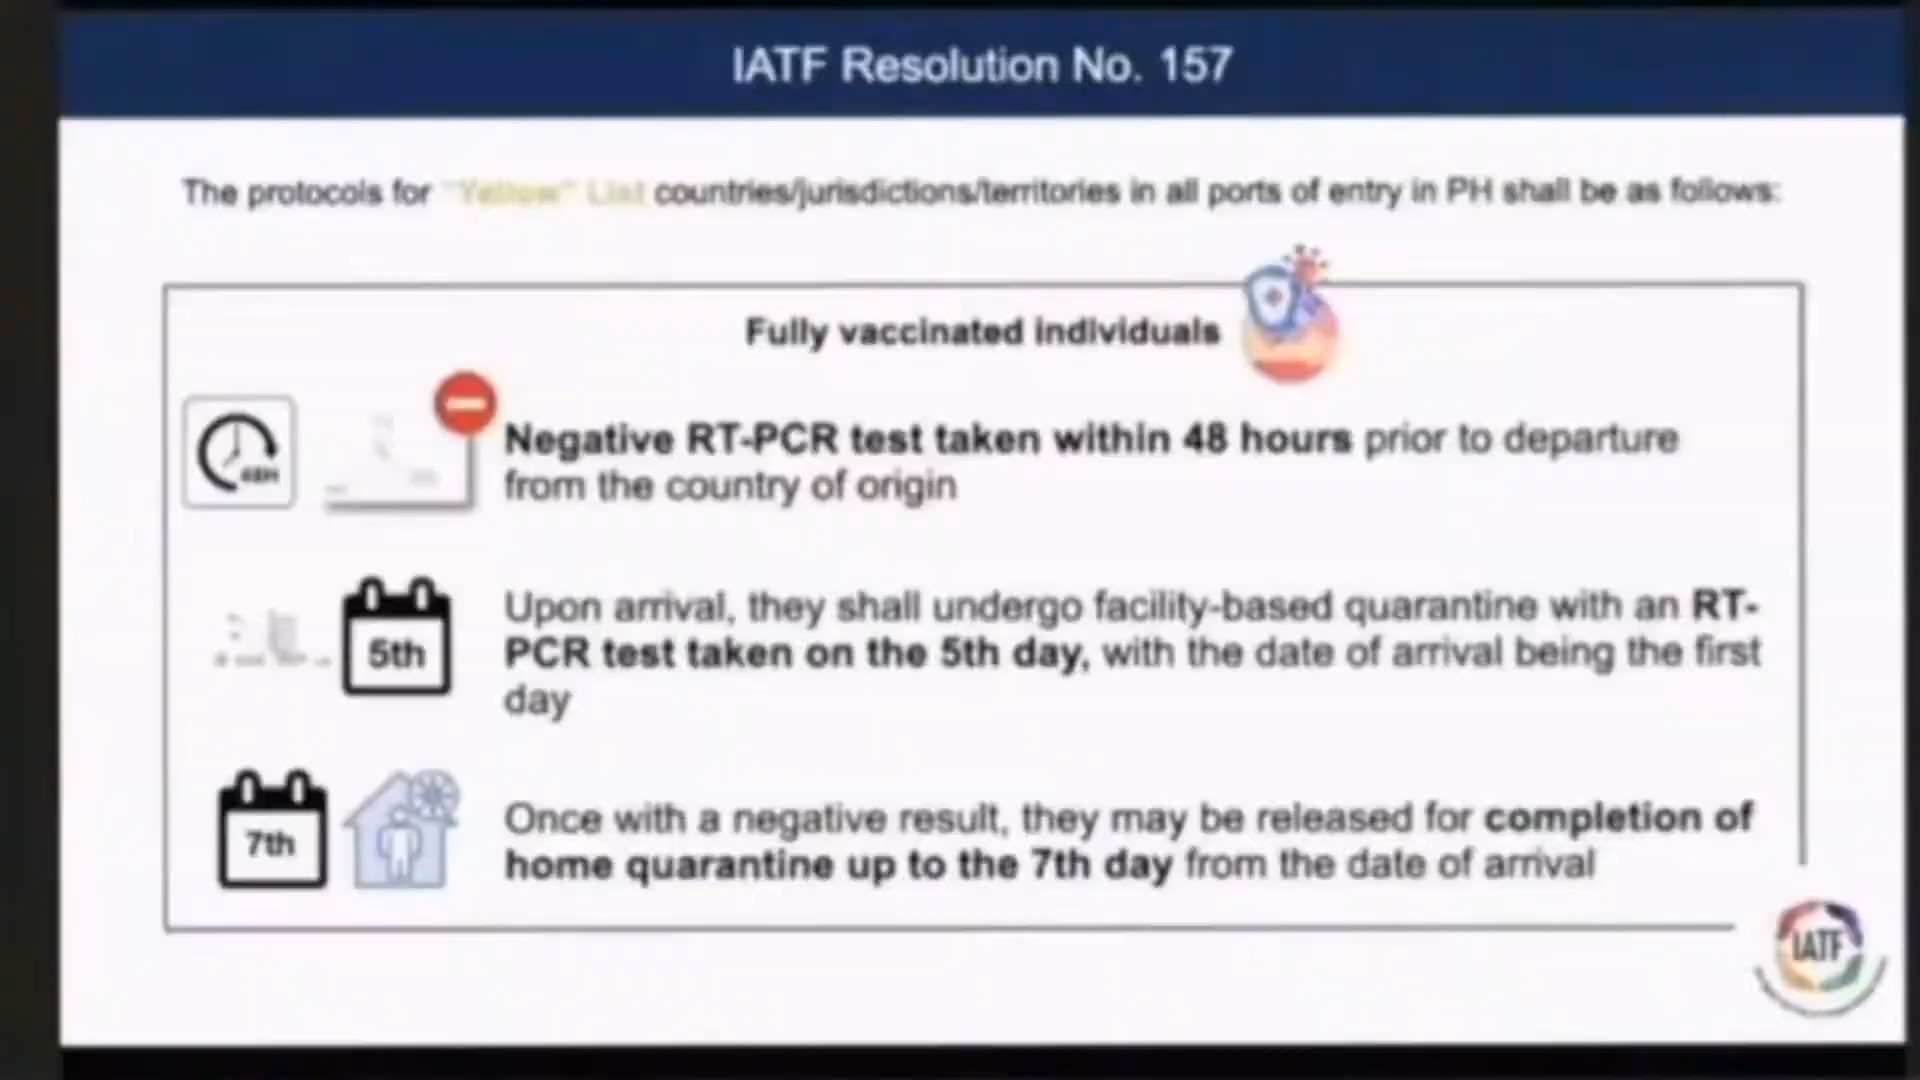 IATF Resolution No. 157
The protocols for "Yellow" List countries/jurisdictions/territories in all ports of entry in PH shall be as follows:
Fully vaccinated individuals
48H
Negative RT-PCR test taken within 48 hours prior to departure
from the country of origin
5th
Upon arrival, they shall undergo facility-based quarantine with an RT-
PCR test taken on the 5th day, with the date of arrival being the first
day
7th
Once with a negative result, they may be released for completion of
home quarantine up to the 7th day from the date of arrival
IATF